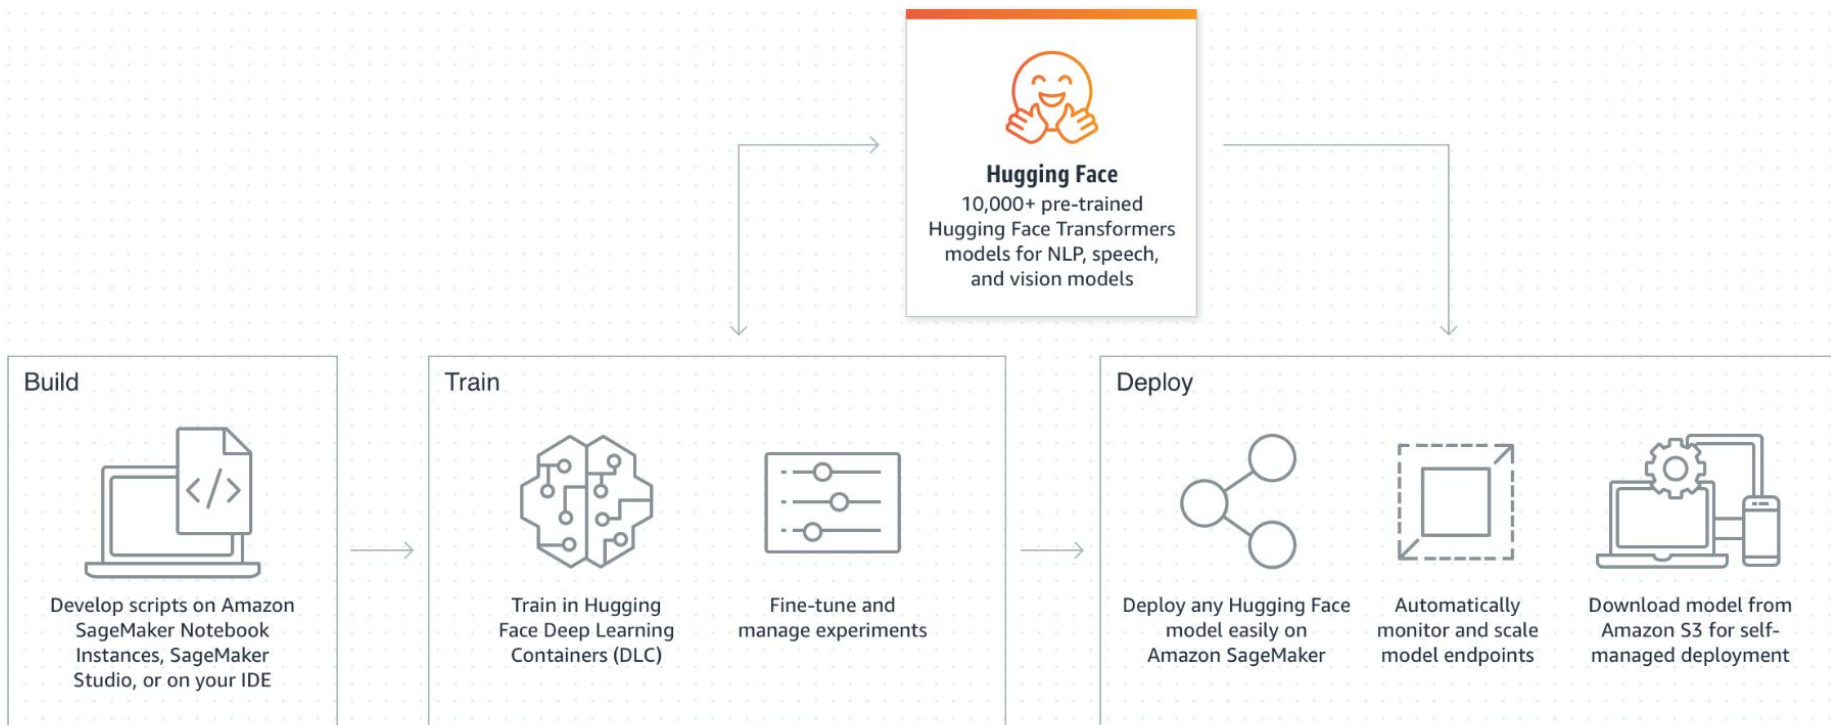 Hugging Face
10,000+ pre-trained
Hugging Face Transformers
models for NLP, speech,
and vision models
Build
</>
Develop scripts on Amazon
SageMaker Notebook
Instances, SageMaker
Studio, or on your IDE
Train
Train in Hugging
Face Deep Learning
Containers (DLC)
Fine-tune and
manage experiments
Deploy
Deploy any Hugging Face
model easily on
Amazon SageMaker
Automatically
monitor and scale
model endpoints
Download model from
Amazon S3 for self-
managed deployment